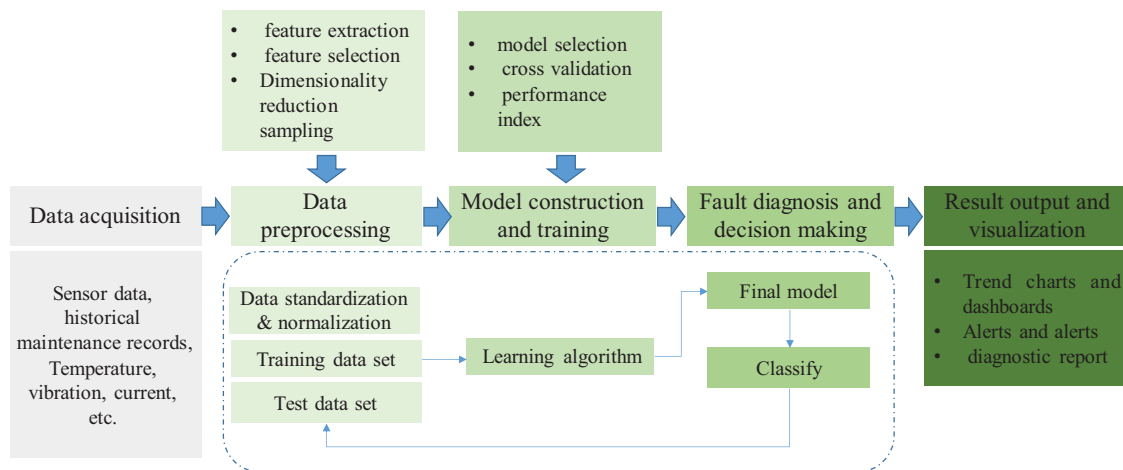 • feature extraction
• feature selection
• Dimensionality
reduction
sampling
• model selection
• cross validation
• performance
index
Data acquisition
Data
preprocessing
Model construction
and training
Fault diagnosis and
decision making
Result output and
visualization
Sensor data,
historical
maintenance records,
Temperature,
vibration, current,
etc.
Data standardization
& normalization
Training data set
Test data set
Learning algorithm
Final model
Classify
• Trend charts and
dashboards
• Alerts and alerts
• diagnostic report